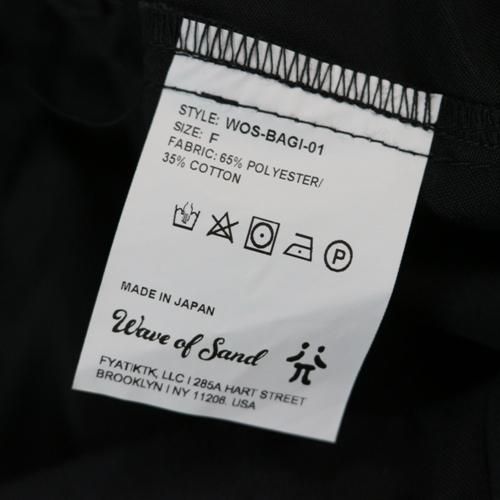 STYLE: WOS-BAGI-01
SIZE: F
FABRIC: 65% POLYESTER/
35% COTTON
P
MADE IN JAPAN
Wave of Sand
FYATIKTK, LLC I 285A HART STREET
BROOKLYN I NY 11206. USA